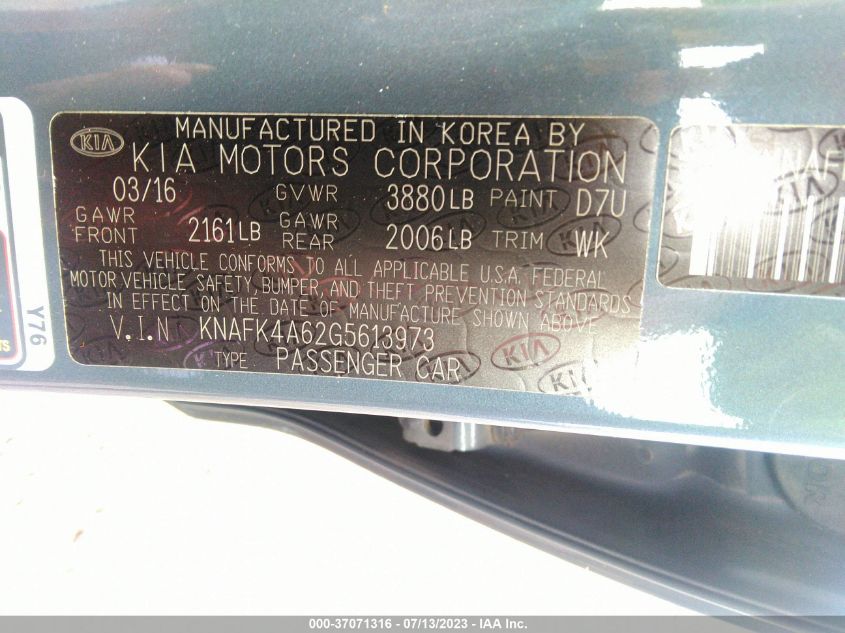 KIA
MANUFACTURED IN KOREA BY
KIA MOTORS CORPORATION
03/16 GVWR 3880LB PAINT D7U
GAWR FRONT 2161LB GAWR REAR 2006LB TRIM WK
THIS VEHICLE CONFORMS TO ALL APPLICABLE U.S.A. FEDERAL
MOTOR VEHICLE SAFETY, BUMPER, AND THEFT PREVENTION STANDARDS
IN EFFECT ON THE DATE OF MANUFACTURE SHOWN ABOVE
V.I.N KNAFK4A62G5613973
TYPE PASSENGER CAR
Y76
000-37071316 - 07/13/2023 - IAA Inc.